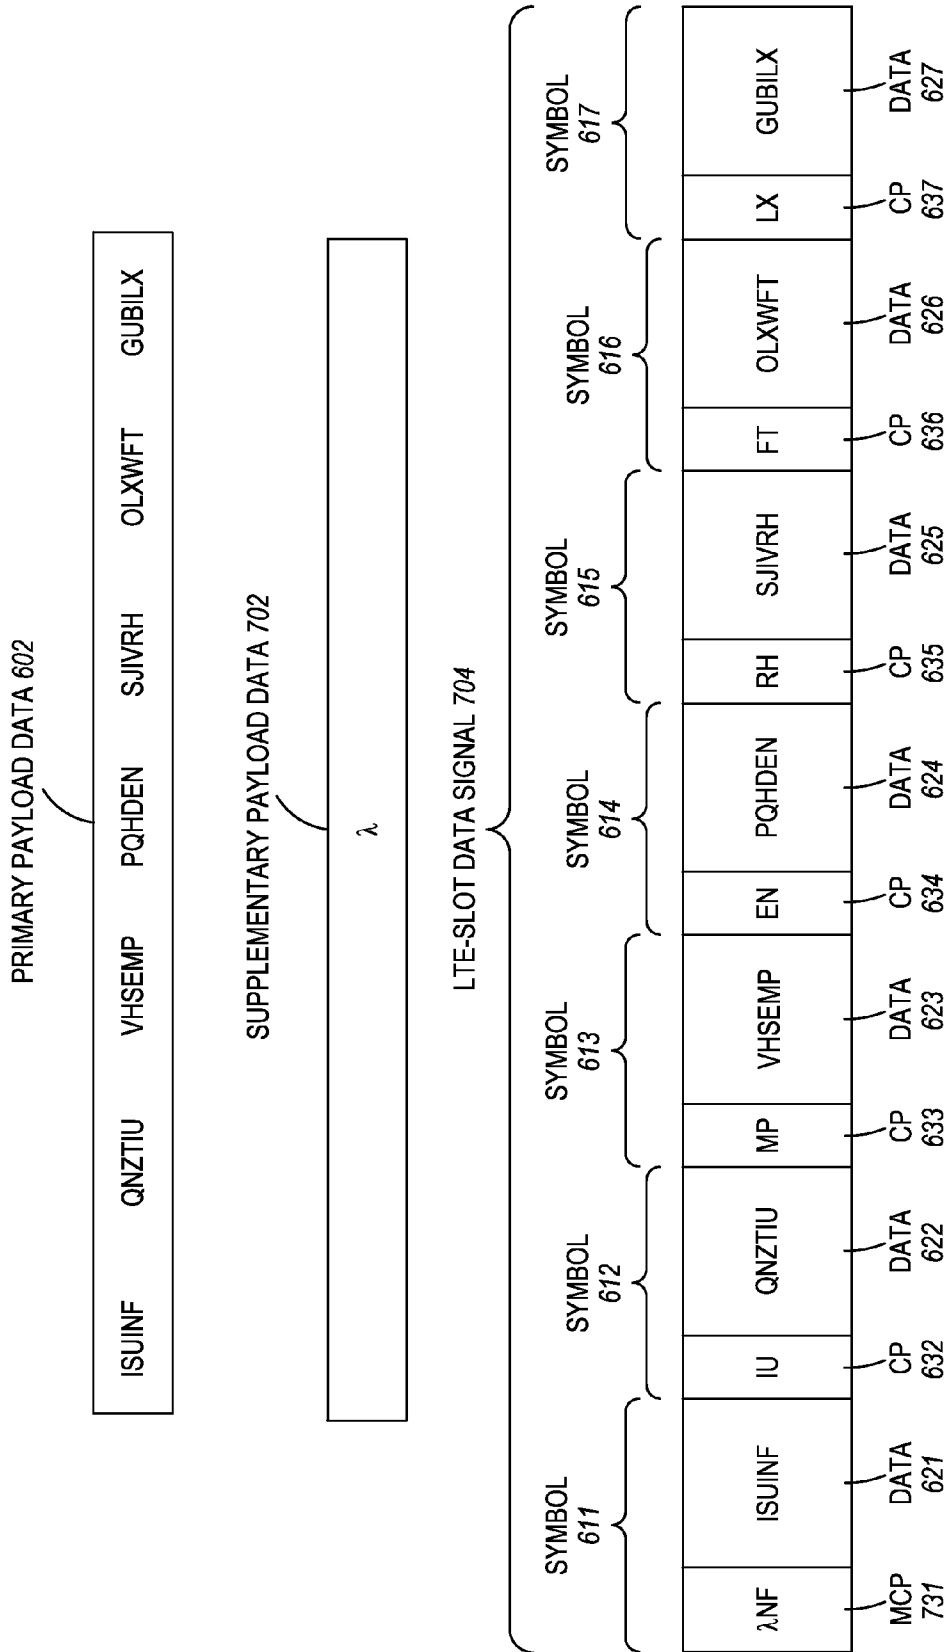 PRIMARY PAYLOAD DATA 602
ISUINF QNZTIU VHSEMP PQHDEN SJIVRH OLXWFT GUBILX
SUPPLEMENTARY PAYLOAD DATA 702
λ
LTE-SLOT DATA SIGNAL 704
SYMBOL
611
SYMBOL
612
SYMBOL
613
SYMBOL
614
SYMBOL
615
SYMBOL
616
SYMBOL
617
λNF ISUINF IU QNZTIU MP VHSEMP EN PQHDEN RH SJIVRH FT OLXWFT LX GUBILX
MCP DATA CP DATA CP DATA CP DATA CP DATA CP DATA CP DATA
731 621 632 622 633 623 634 624 635 625 636 626 637 627